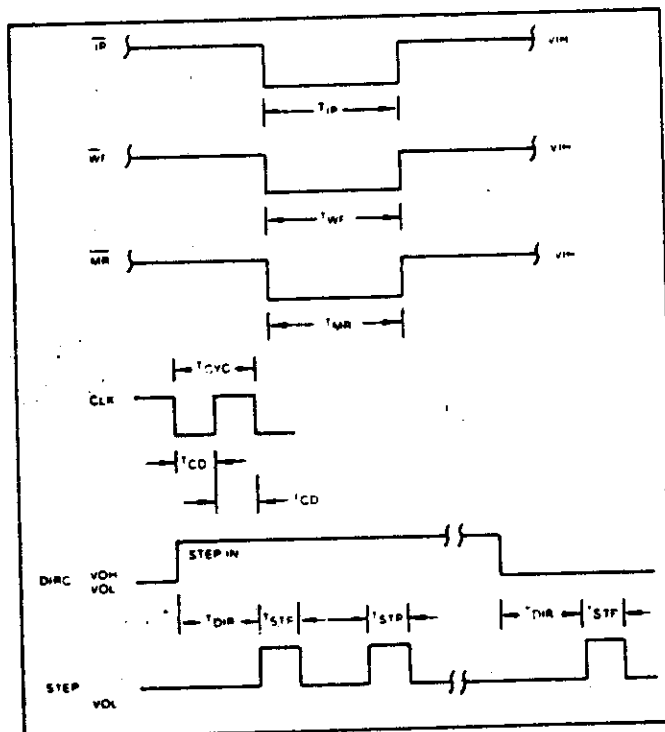 IP VIH
TIP
WF VIH
TWF
MR VIH
TMR
TCYC
CLK
TCD
TCD
STEP IN
DIRC VOH
VOL
TDIR TSTP TSTP TDIR TSTP
STEP
VOL